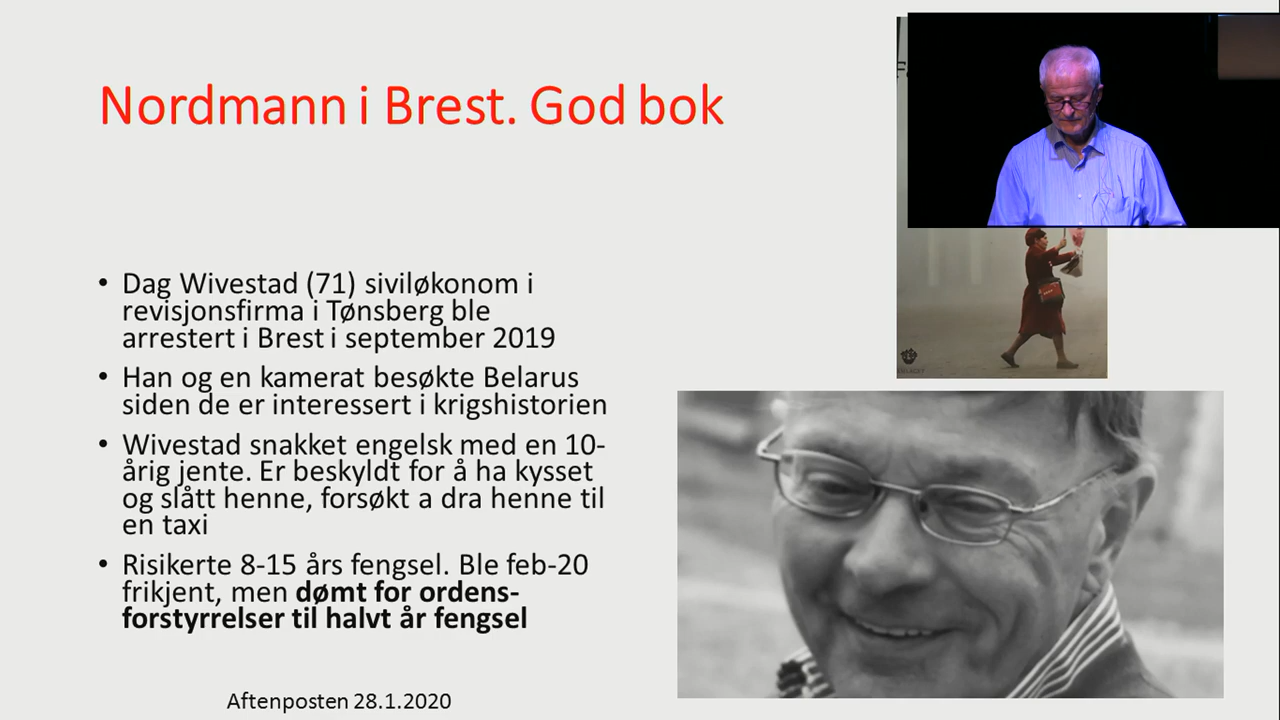 Nordmann i Brest. God bok
• Dag Wivestad (71) siviløkonom i
revisjonsfirma i Tønsberg ble
arrestert i Brest i september 2019
• Han og en kamerat besøkte Belarus
siden de er interessert i krigshistorien
• Wivestad snakket engelsk med en 10-
årig jente. Er beskyldt for å ha kysset
og slått henne, forsøkt a dra henne til
en taxi
• Risikerte 8-15 års fengsel. Ble feb-20
frikjent, men dømt for ordens-
forstyrrelser til halvt år fengsel
Aftenposten 28.1.2020